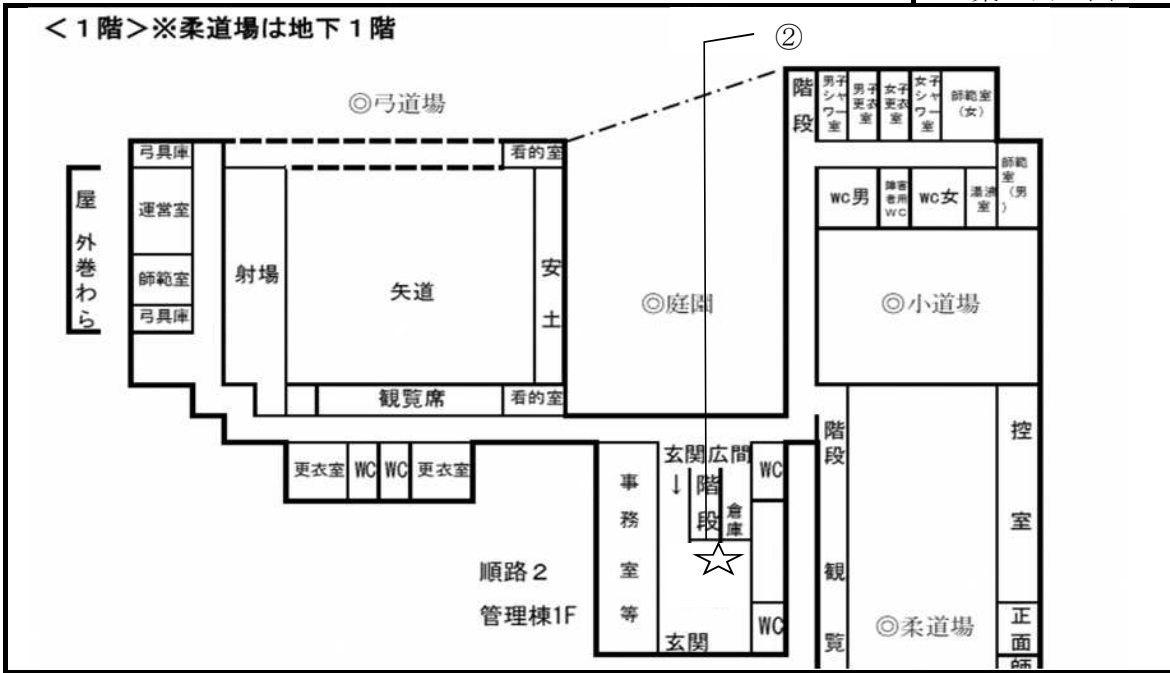 ＜１階＞※柔道場は地下１階
②
◎弓道場
階段
男子シャワー室
男子更衣室
女子更衣室
女子シャワー室
師範室（女）
弓具庫
看的室
師範室（男）
屋外巻わら
運営室
WC男
障害者用WC
WC女
湯沸室
師範室
射場
矢道
安土
◎庭園
◎小道場
弓具庫
観覧席
看的室
階段
控室
更衣室
WC
WC
更衣室
事務室等
玄関広間
↓
階段
倉庫
WC
順路２
管理棟1F
観覧
◎柔道場
玄関
WC
正面